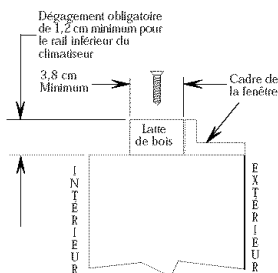 Dégagement obligatoire
de 1,2 cm minimum pour
le rail inférieur du
climatiseur
3,8 cm
Minimum
Cadre de
la fenêtre
Latte
de bois
INTÉRIEUR
EXTÉRIEUR